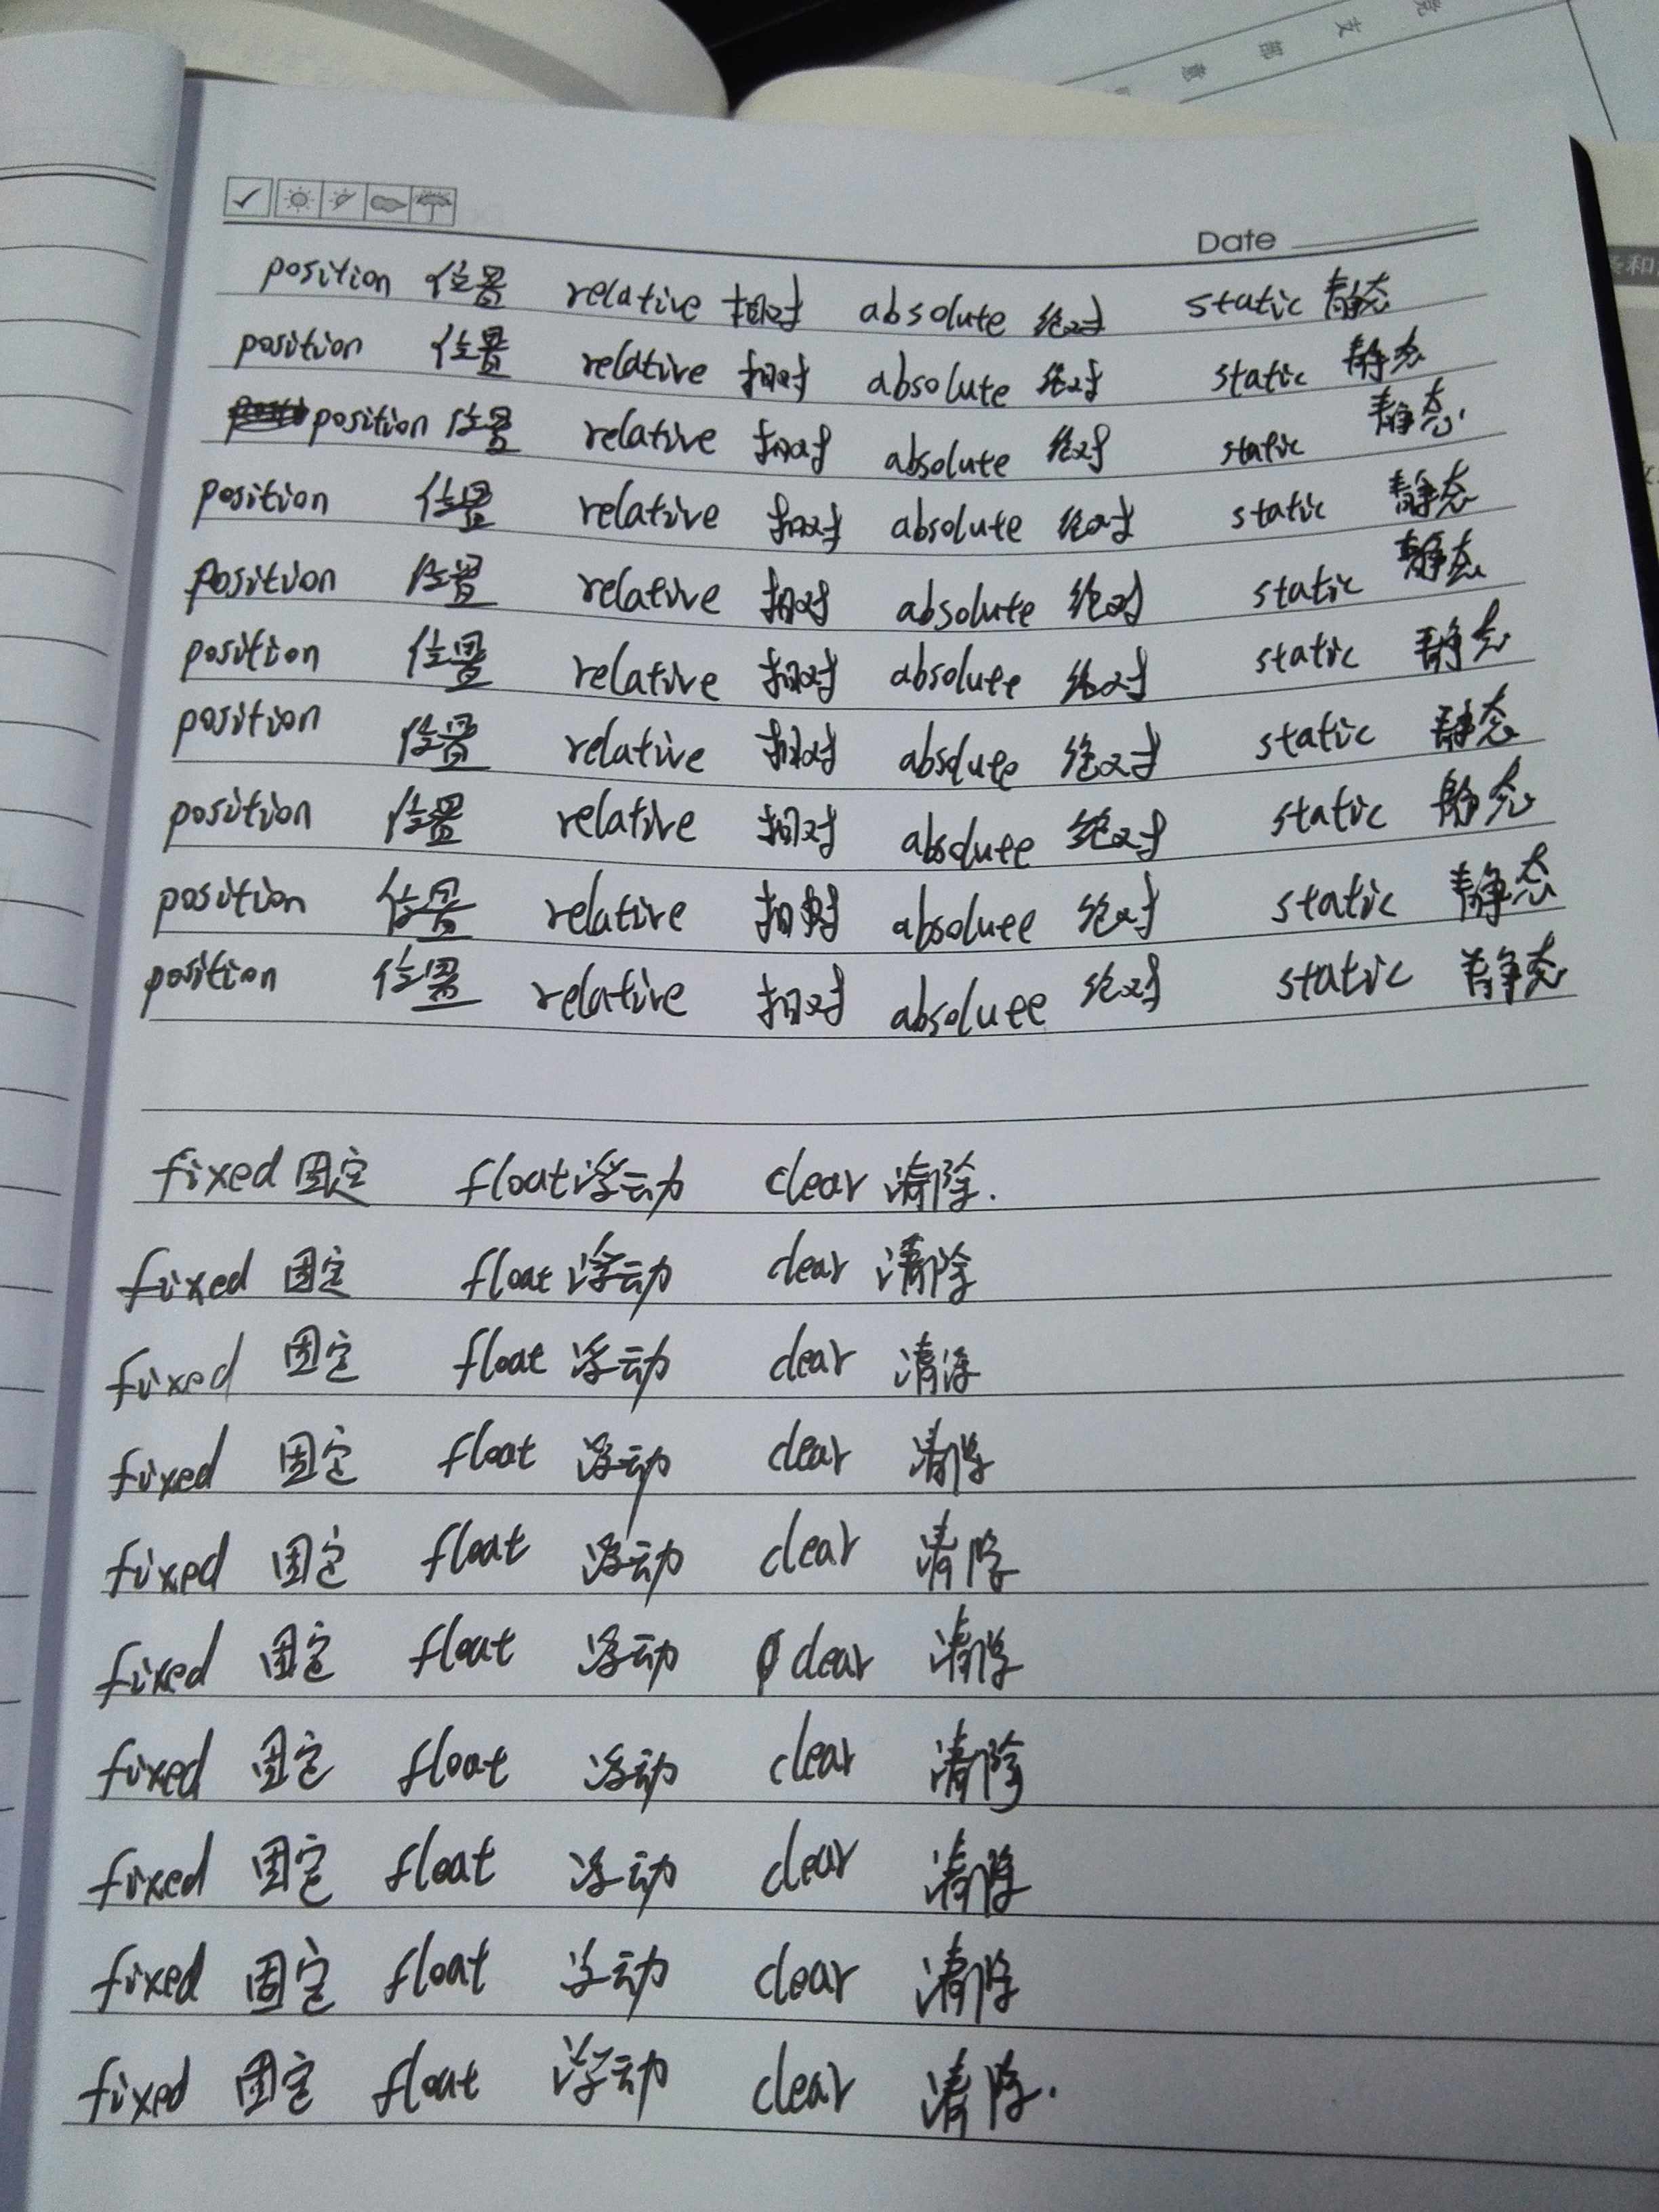 党
支
部
意
条和
Date
position 位置 relative 相对 absolute 绝对 static 静态
position 位置 relative 相对 absolute 绝对 static 静态
position 位置 relative 相对 absolute 绝对 static 静态
position 位置 relative 相对 absolute 绝对 static 静态
position 位置 relative 相对 absolute 绝对 static 静态
position 位置 relative 相对 absolute 绝对 static 静态
position 位置 relative 相对 absolute 绝对 static 静态
position 位置 relative 相对 absolute 绝对 static 静态
position 位置 relative 相对 absolute 绝对 static 静态
position 位置 relative 相对 absolute 绝对 static 静态
fixed 固定 float 浮动 clear 清除.
fixed 固定 float 浮动 clear 清除
fixed 固定 float 浮动 clear 清除
fixed 固定 float 浮动 clear 清除
fixed 固定 float 浮动 clear 清除
fixed 固定 float 浮动 clear 清除
fixed 固定 float 浮动 clear 清除
fixed 固定 float 浮动 clear 清除
fixed 固定 float 浮动 clear 清除
fixed 固定 float 浮动 clear 清除.